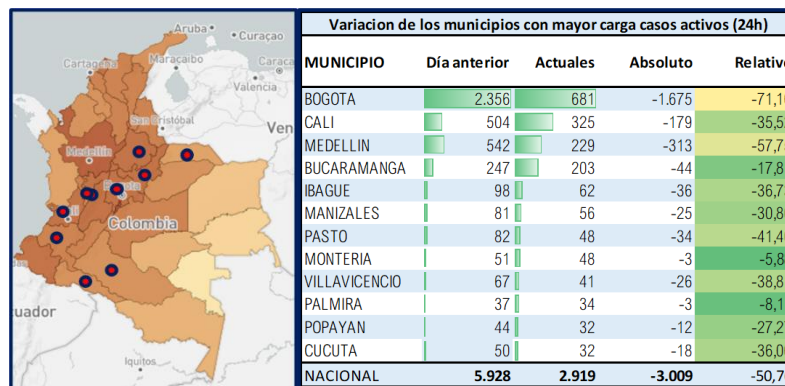 Aruba
Curaçao
Cartagena
Maracaibo
Caraca
Valencia
San Cristóbal
Ven
Medellín
Colombia
Iquitos
Variacion de los municipios con mayor carga casos activos (24h)
MUNICIPIO Día anterior Actuales Absoluto Relativo
BOGOTA 2.356 681 -1.675 -71,1
CALI 504 325 -179 -35,5
MEDELLIN 542 229 -313 -57,7
BUCARAMANGA 247 203 -44 -17,8
IBAGUE 98 62 -36 -36,7
MANIZALES 81 56 -25 -30,8
PASTO 82 48 -34 -41,4
MONTERIA 51 48 -3 -5,8
VILLAVICENCIO 67 41 -26 -38,8
PALMIRA 37 34 -3 -8,1
POPAYAN 44 32 -12 -27,2
CUCUTA 50 32 -18 -36,0
NACIONAL 5.928 2.919 -3.009 -50,7